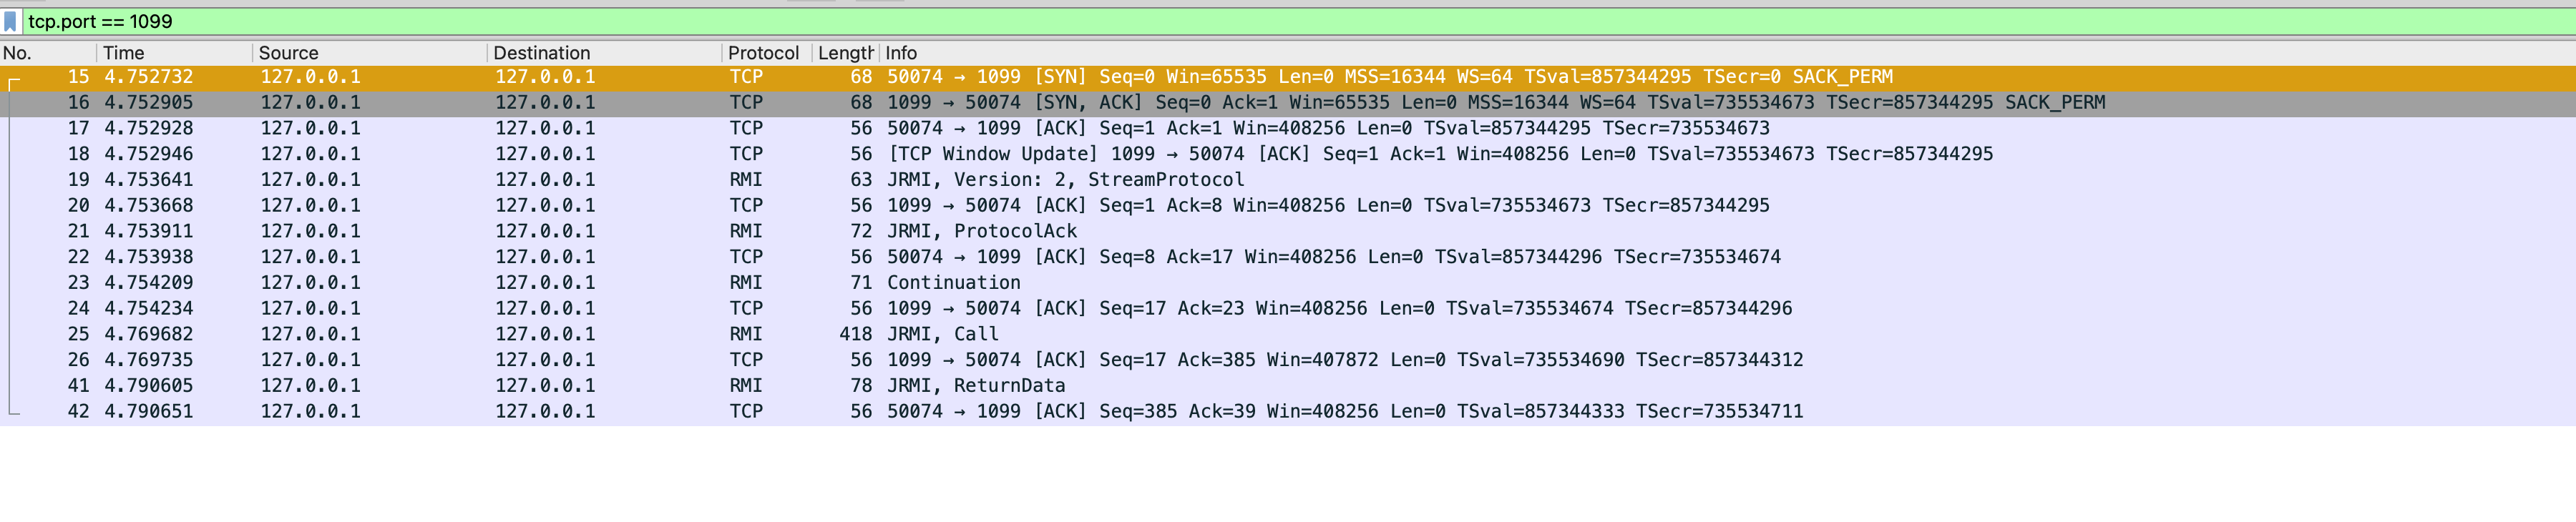 tcp.port == 1099
No. Time Source Destination Protocol Length Info
15 4.752732 127.0.0.1 127.0.0.1 TCP 68 50074 → 1099 [SYN] Seq=0 Win=65535 Len=0 MSS=16344 WS=64 TSval=857344295 TSecr=0 SACK_PERM
16 4.752905 127.0.0.1 127.0.0.1 TCP 68 1099 → 50074 [SYN, ACK] Seq=0 Ack=1 Win=65535 Len=0 MSS=16344 WS=64 TSval=735534673 TSecr=857344295 SACK_PERM
17 4.752928 127.0.0.1 127.0.0.1 TCP 56 50074 → 1099 [ACK] Seq=1 Ack=1 Win=408256 Len=0 TSval=857344295 TSecr=735534673
18 4.752946 127.0.0.1 127.0.0.1 TCP 56 [TCP Window Update] 1099 → 50074 [ACK] Seq=1 Ack=1 Win=408256 Len=0 TSval=735534673 TSecr=857344295
19 4.753641 127.0.0.1 127.0.0.1 RMI 63 JRMI, Version: 2, StreamProtocol
20 4.753668 127.0.0.1 127.0.0.1 TCP 56 1099 → 50074 [ACK] Seq=1 Ack=8 Win=408256 Len=0 TSval=735534673 TSecr=857344295
21 4.753911 127.0.0.1 127.0.0.1 RMI 72 JRMI, ProtocolAck
22 4.753938 127.0.0.1 127.0.0.1 TCP 56 50074 → 1099 [ACK] Seq=8 Ack=17 Win=408256 Len=0 TSval=857344296 TSecr=735534674
23 4.754209 127.0.0.1 127.0.0.1 RMI 71 Continuation
24 4.754234 127.0.0.1 127.0.0.1 TCP 56 1099 → 50074 [ACK] Seq=17 Ack=23 Win=408256 Len=0 TSval=735534674 TSecr=857344296
25 4.769682 127.0.0.1 127.0.0.1 RMI 418 JRMI, Call
26 4.769735 127.0.0.1 127.0.0.1 TCP 56 1099 → 50074 [ACK] Seq=17 Ack=385 Win=407872 Len=0 TSval=735534690 TSecr=857344312
41 4.790605 127.0.0.1 127.0.0.1 RMI 78 JRMI, ReturnData
42 4.790651 127.0.0.1 127.0.0.1 TCP 56 50074 → 1099 [ACK] Seq=385 Ack=39 Win=408256 Len=0 TSval=857344333 TSecr=735534711